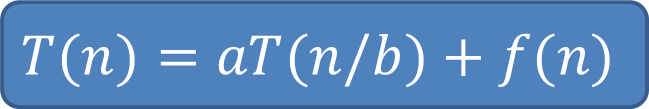 T(n) = aT(n/b) + f(n)